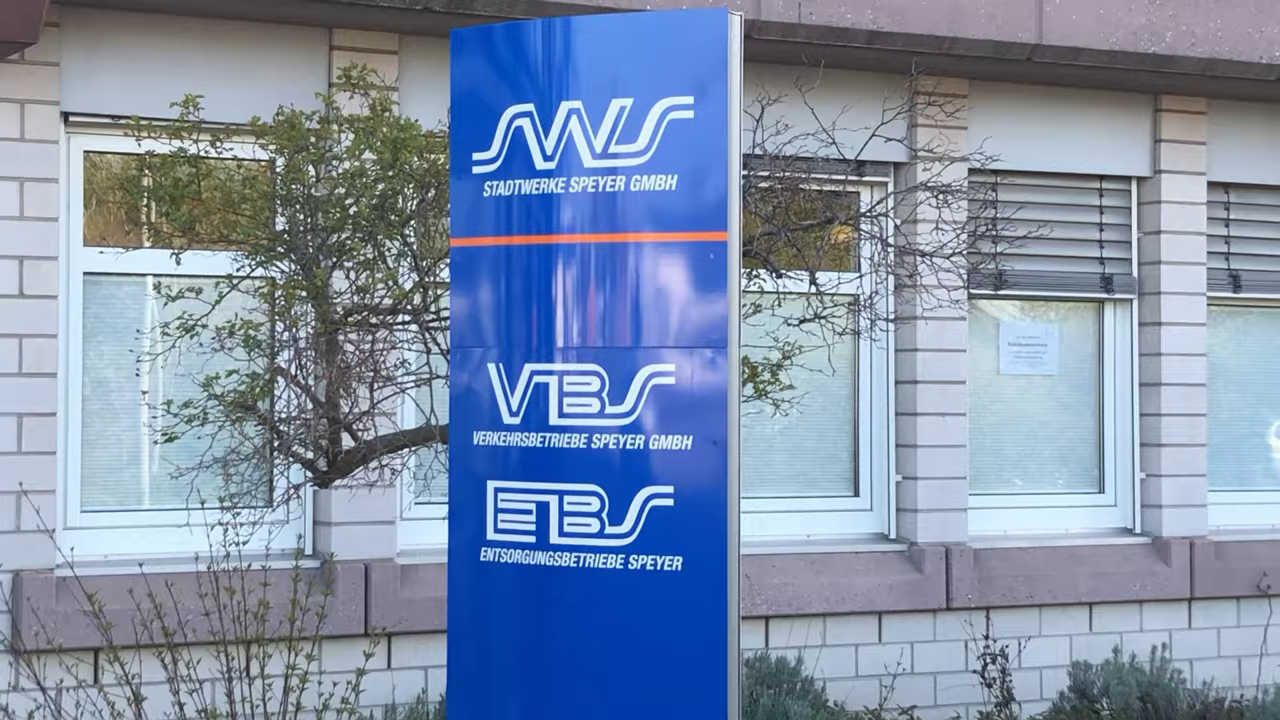 SWS
STADTWERKE SPEYER GMBH
VBS
VERKEHRSBETRIEBE SPEYER GMBH
EBS
ENTSORGUNGSBETRIEBE SPEYER